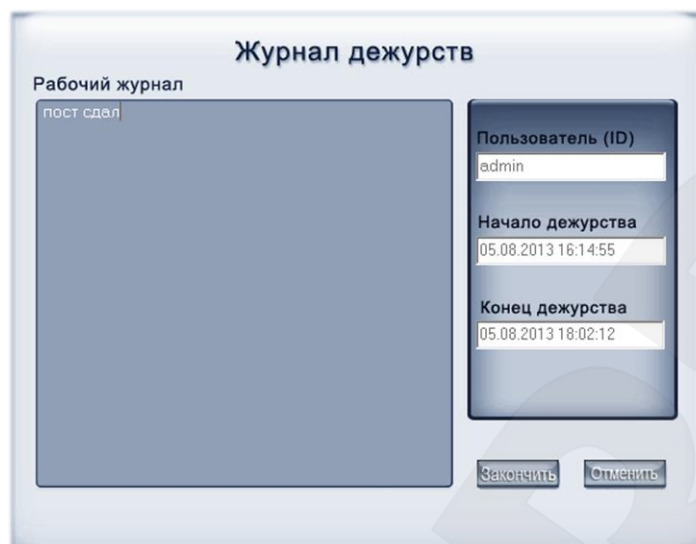 Журнал дежурств
Рабочий журнал
пост сдал
Пользователь (ID)
admin
Начало дежурства
05.08.2013 16:14:55
Конец дежурства
05.08.2013 18:02:12
Закончить
Отменить